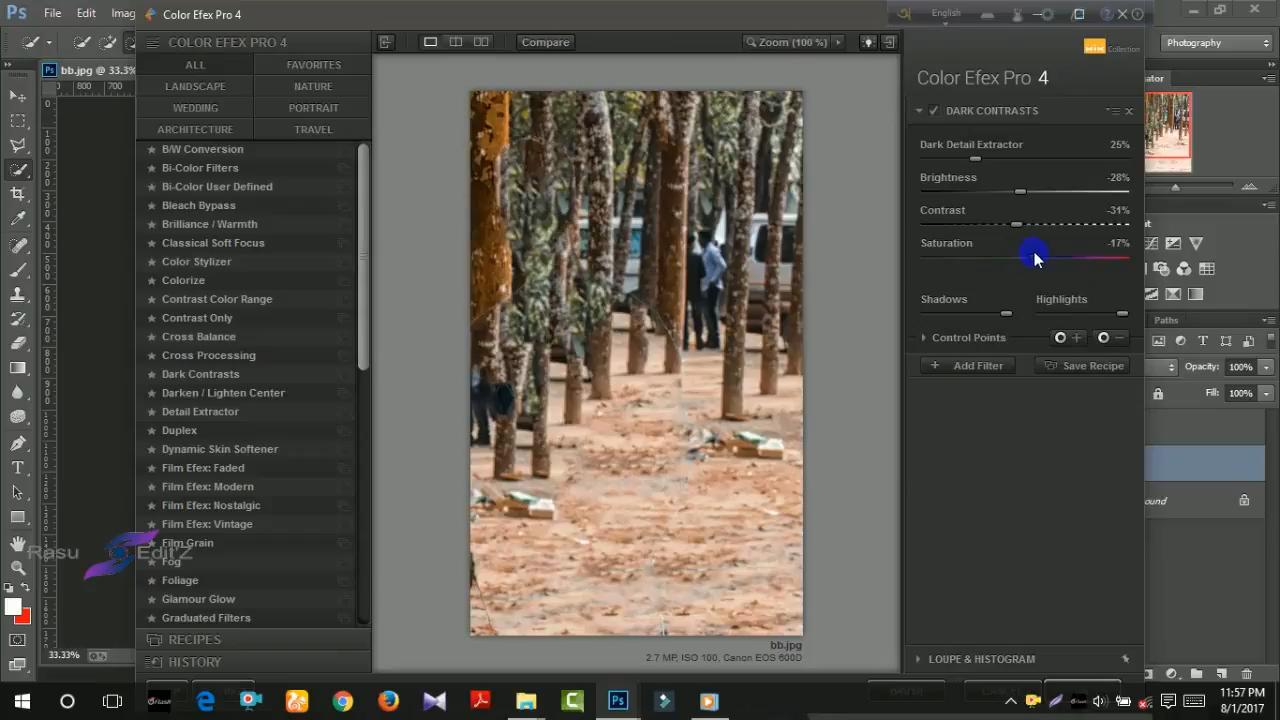 Ps File Edit
Color Efex Pro 4
English
Photography
bb.jpg @ 33.3%
800 700
COLOR EFEX PRO 4
Compare
Zoom (100 %)
Collection
ALL FAVORITES
LANDSCAPE NATURE
WEDDING PORTRAIT
ARCHITECTURE TRAVEL
B/W Conversion
Bi-Color Filters
Bi-Color User Defined
Bleach Bypass
Brilliance / Warmth
Classical Soft Focus
Color Stylizer
Colorize
Contrast Color Range
Contrast Only
Cross Balance
Cross Processing
Dark Contrasts
Darken / Lighten Center
Detail Extractor
Duplex
Dynamic Skin Softener
Film Efex: Faded
Film Efex: Modern
Film Efex: Nostalgic
Film Efex: Vintage
Film Grain
Fog
Foliage
Glamour Glow
Graduated Filters
RECIPES
HISTORY
Rasu Edit'Z
bb.jpg
2.7 MP, ISO 100, Canon EOS 600D
Color Efex Pro 4
DARK CONTRASTS
Dark Detail Extractor 25%
Brightness -28%
Contrast -31%
Saturation -17%
Shadows Highlights
Control Points
Add Filter Save Recipe
LOUPE & HISTOGRAM
Paths
Opacity: 100%
Fill: 100%
33.33%
11:57 PM
8/1/2017